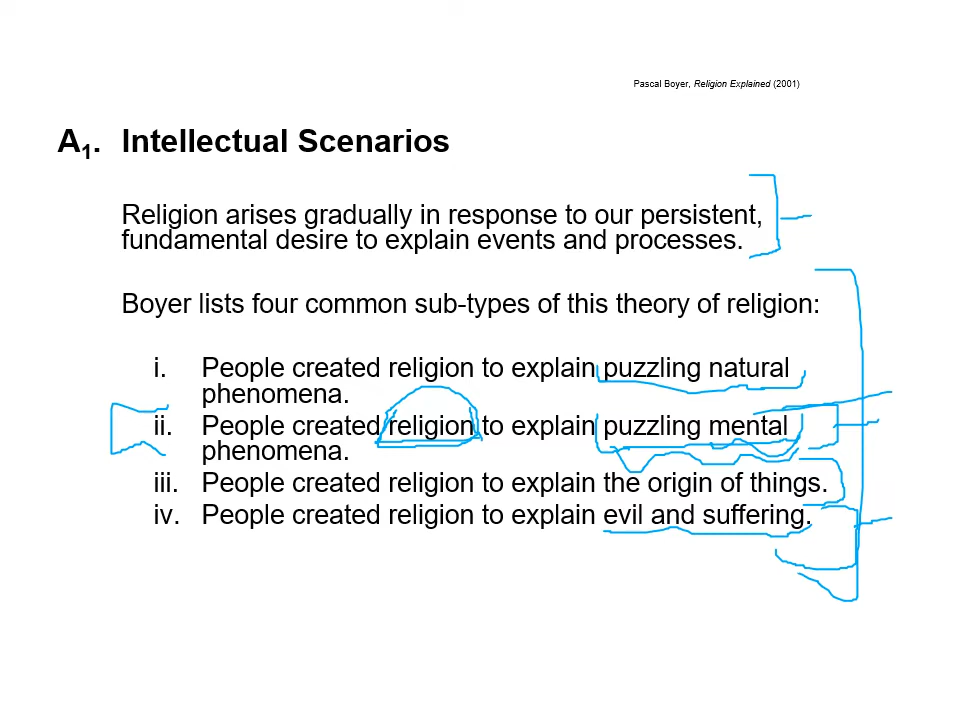 Pascal Boyer, Religion Explained (2001)
A1. Intellectual Scenarios
Religion arises gradually in response to our persistent,
fundamental desire to explain events and processes.
Boyer lists four common sub-types of this theory of religion:
i. People created religion to explain puzzling natural
phenomena.
ii. People created religion to explain puzzling mental
phenomena.
iii. People created religion to explain the origin of things.
iv. People created religion to explain evil and suffering.